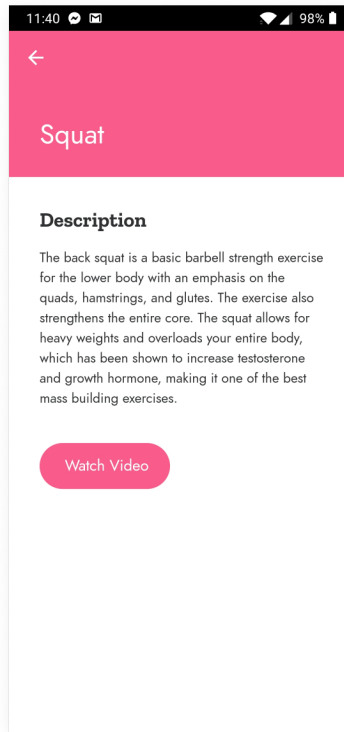 11:40 98%
Squat
Description
The back squat is a basic barbell strength exercise
for the lower body with an emphasis on the
quads, hamstrings, and glutes. The exercise also
strengthens the entire core. The squat allows for
heavy weights and overloads your entire body,
which has been shown to increase testosterone
and growth hormone, making it one of the best
mass building exercises.
Watch Video